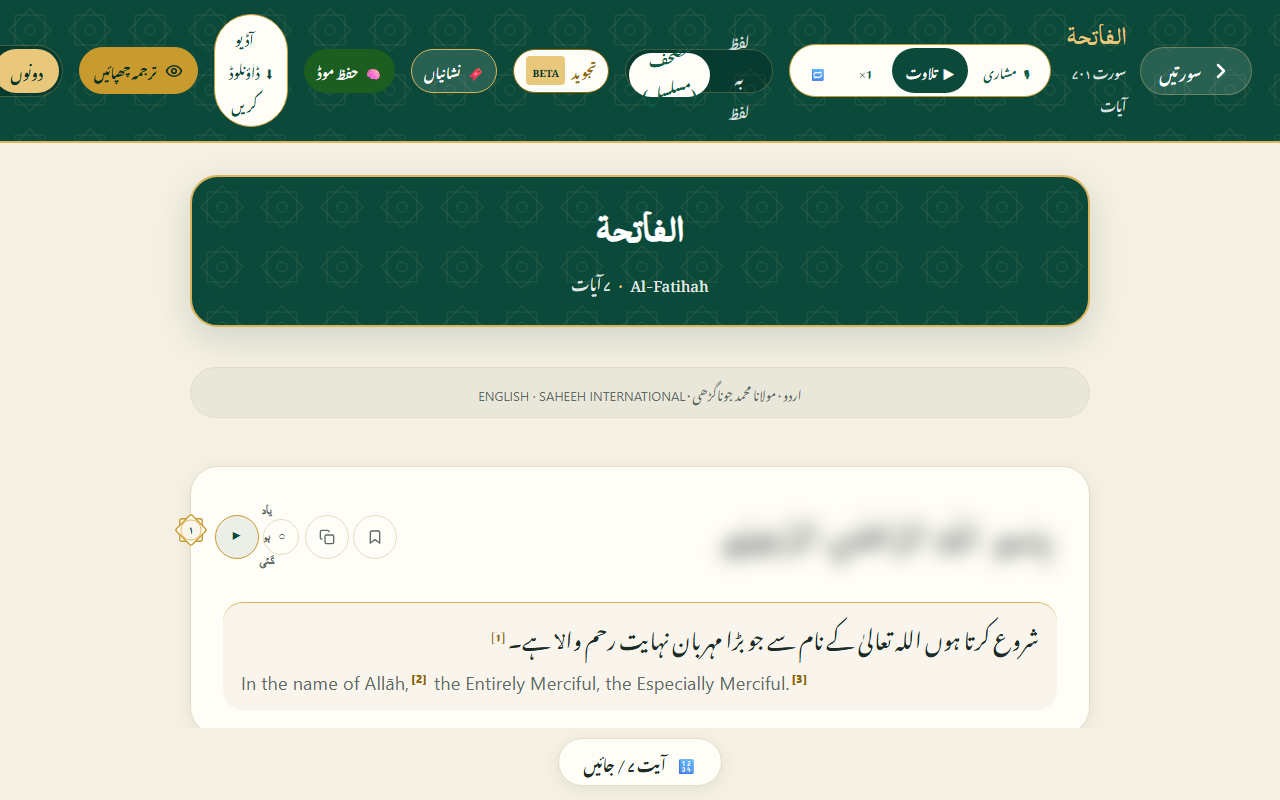 سورتیں
الفاتحة
سورت ۱ · ۷
آیات
مشاری
تلاوت
۱×
لفظ
بہ
لفظ
تجوید BETA
نشانیاں
حفظ موڈ
آڈیو
ڈاؤنلوڈ
کریں
ترجمہ چھپائیں
دونوں
الفاتحة
Al-Fatihah · ۷ آیات
اردو · مولانا محمد جوناگڑھی · ENGLISH · SAHEEH INTERNATIONAL
۱
یاد
ہو
گئی
شروع کرتا ہوں اللہ تعالیٰ کے نام سے جو بڑا مہربان نہایت رحم والا ہے۔ [1]
In the name of Allāh,[2] the Entirely Merciful, the Especially Merciful.[3]
آیت ۷ / جائیں